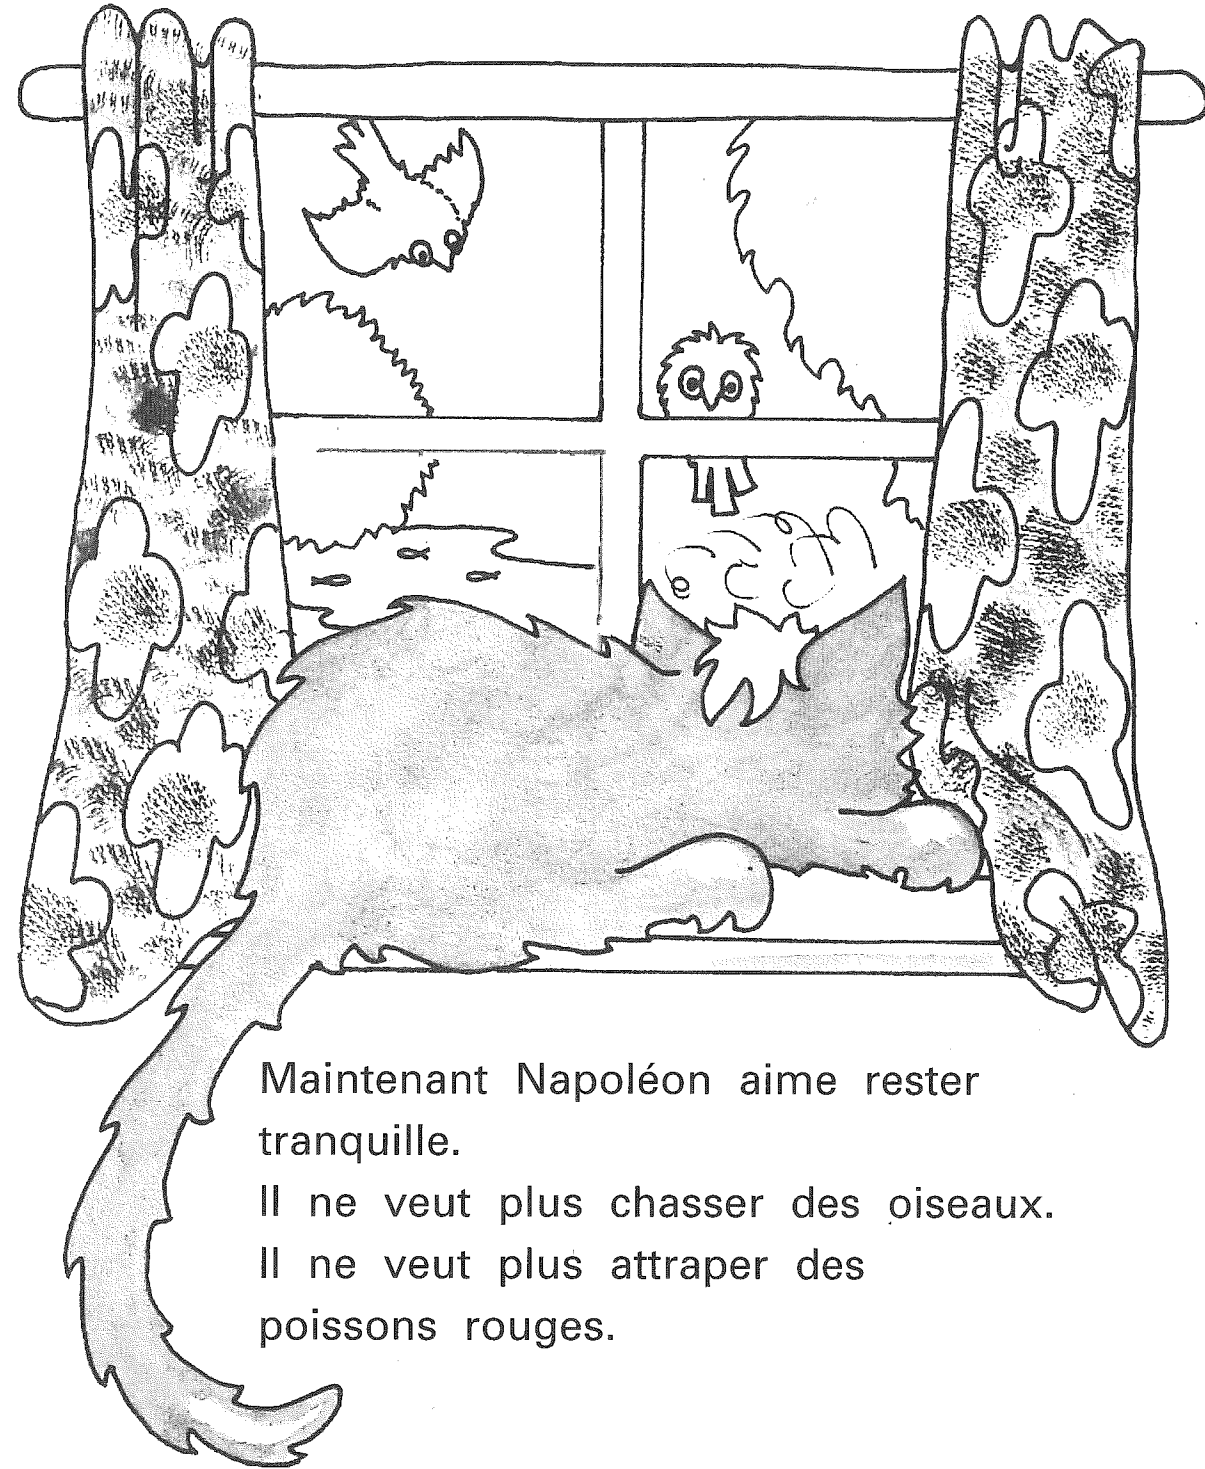 Maintenant Napoléon aime rester
tranquille.
Il ne veut plus chasser des oiseaux.
Il ne veut plus attraper des
poissons rouges.